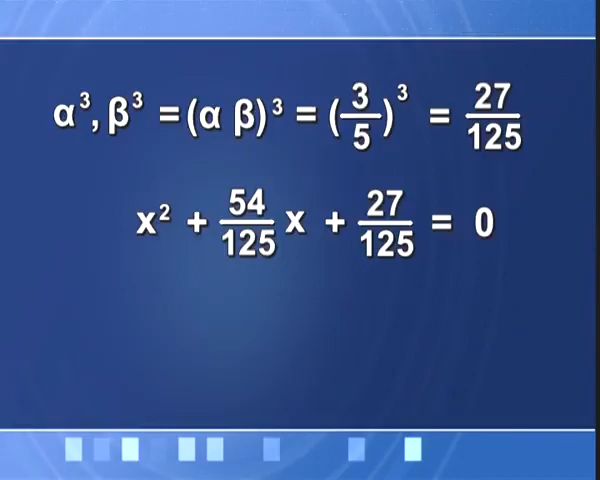 α³, β³ = (α β)³ = (3/5)³ = 27/125
x² + 54/125 x + 27/125 = 0